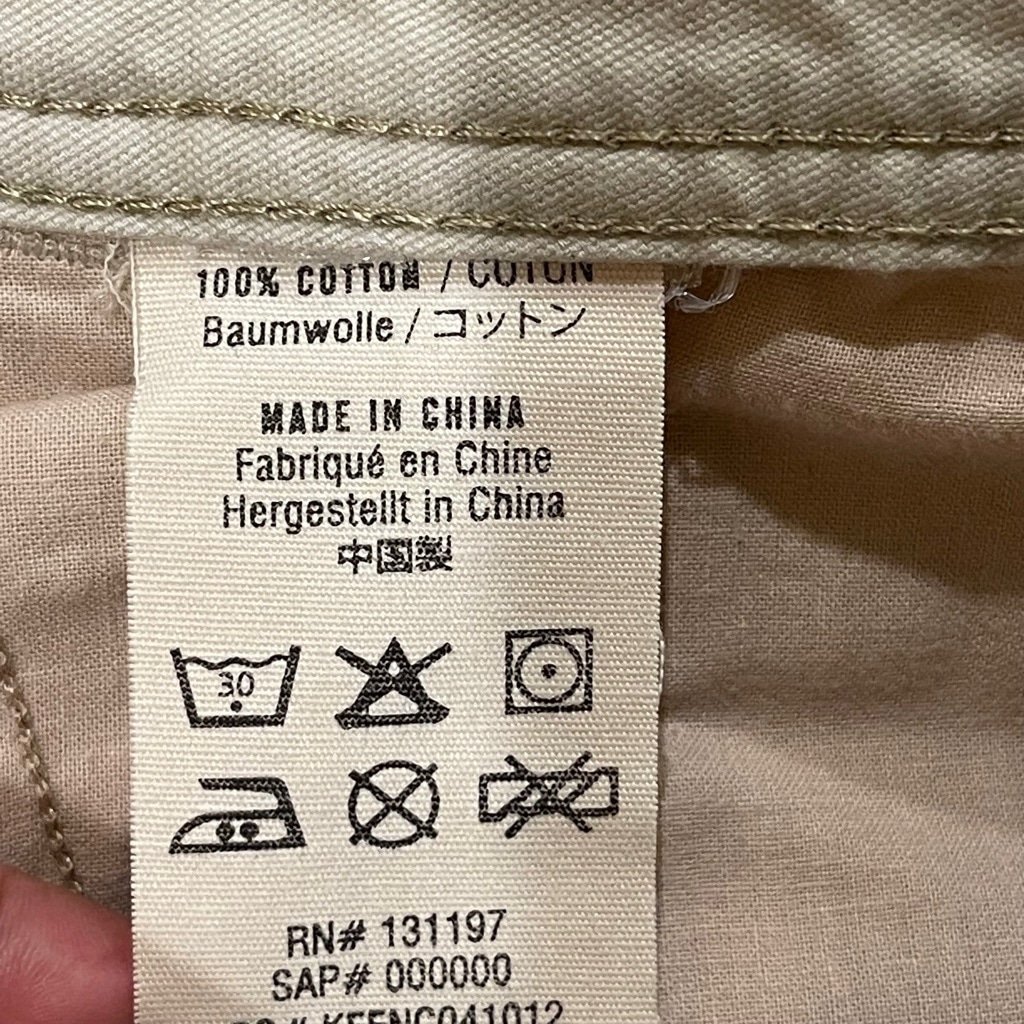 100% COTTON / COTON
Baumwolle / コットン
MADE IN CHINA
Fabriqué en Chine
Hergestellt in China
中国製
30
RN# 131197
SAP# 000000